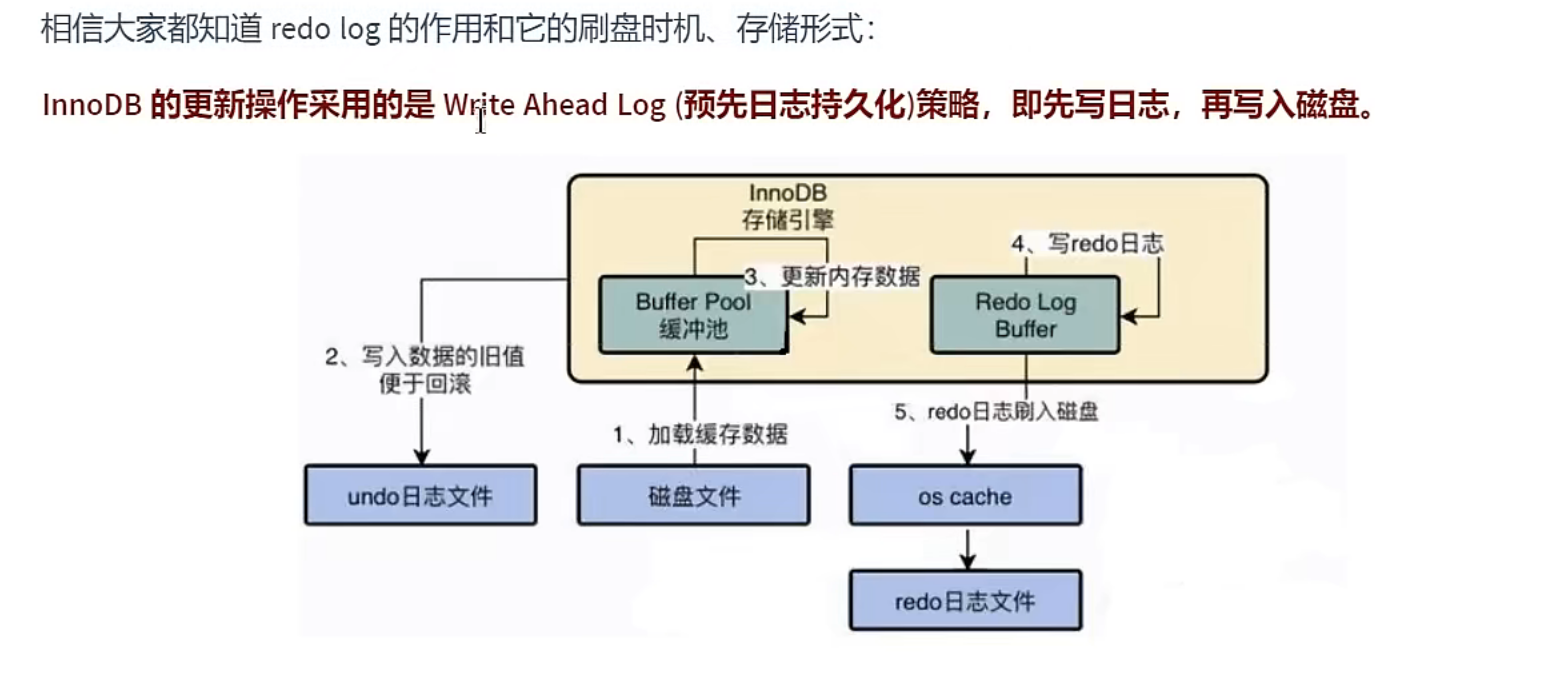 相信大家都知道 redo log 的作用和它的刷盘时机、存储形式：
InnoDB 的更新操作采用的是 Write Ahead Log (预先日志持久化)策略，即先写日志，再写入磁盘。
InnoDB
存储引擎
4、写redo日志
3、更新内存数据
Buffer Pool
缓冲池
Redo Log
Buffer
2、写入数据的旧值
便于回滚
5、redo日志刷入磁盘
1、加载缓存数据
undo日志文件
磁盘文件
os cache
redo日志文件